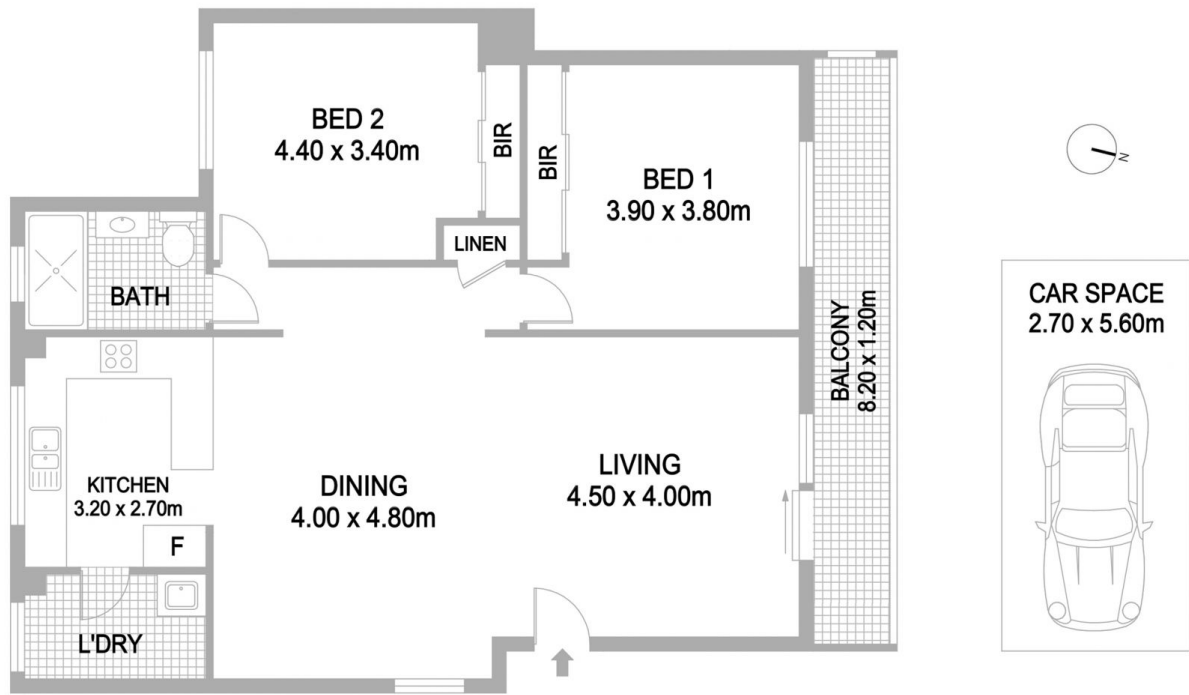 BED 2
4.40 x 3.40m
BIR
BIR
BED 1
3.90 x 3.80m
LINEN
BATH
N
CAR SPACE
2.70 x 5.60m
BALCONY
8.20 x 1.20m
KITCHEN
3.20 x 2.70m
F
DINING
4.00 x 4.80m
LIVING
4.50 x 4.00m
L'DRY